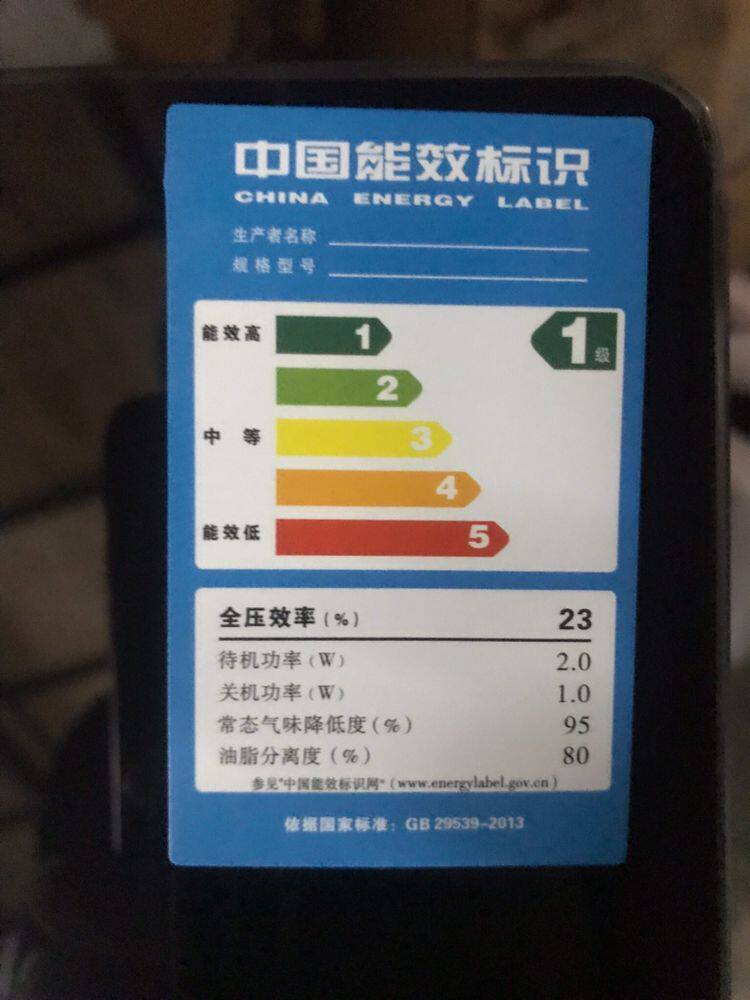 中国能效标识
CHINA ENERGY LABEL
生产者名称
规格型号
能效高 1 1级
2
中等 3
4
能效低 5
全压效率(%) 23
待机功率(W) 2.0
关机功率(W) 1.0
常态气味降低度(%) 95
油脂分离度(%) 80
参见"中国能效标识网"(www.energylabel.gov.cn)
依据国家标准:GB 29539-2013